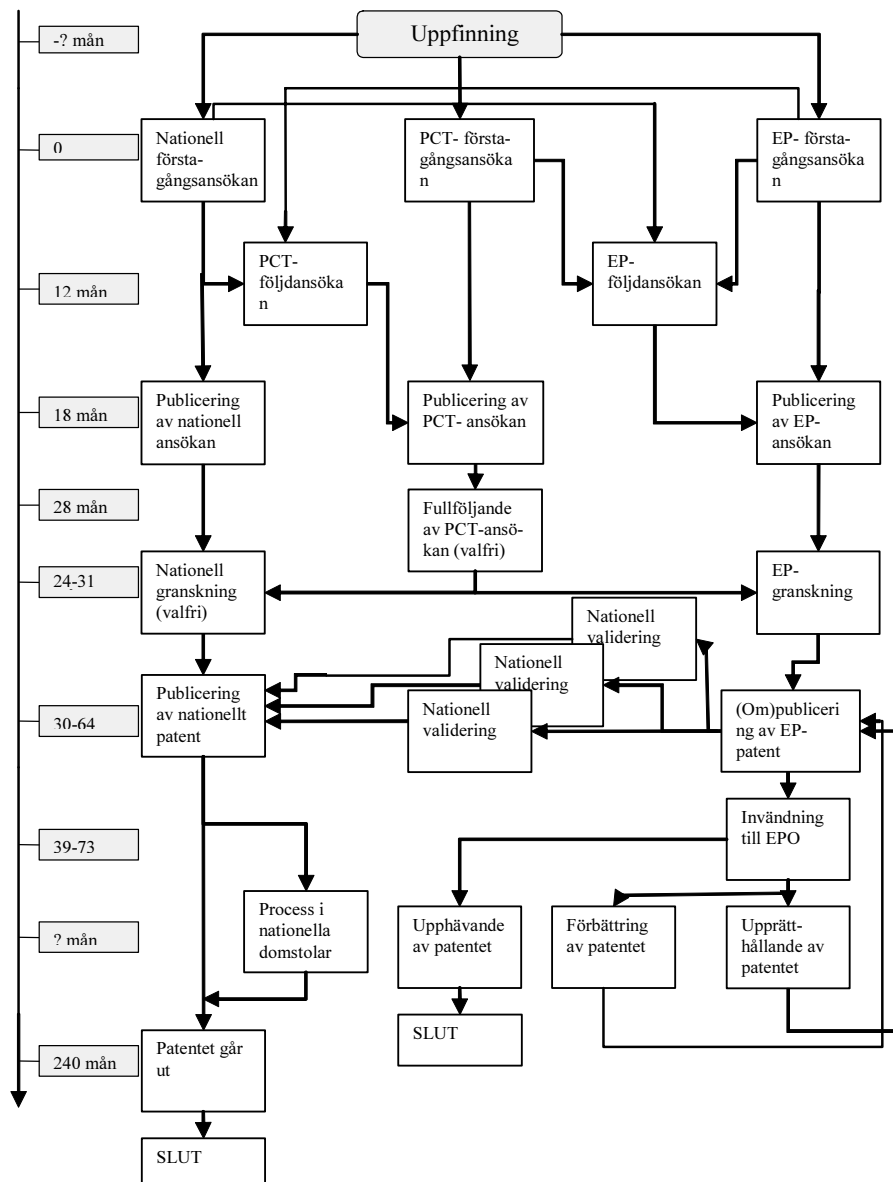 -? mån
Uppfinning
0
Nationell
första-
gångsansökan
PCT- första-
gångsansöka
n
EP- första-
gångsansöka
n
12 mån
PCT-
följdansöka
n
EP-
följdansökan
18 mån
Publicering
av nationell
ansökan
Publicering av
PCT- ansökan
Publicering
av EP-
ansökan
28 mån
Fullföljande
av PCT-ansö-
kan (valfri)
24-31
Nationell
granskning
(valfri)
EP-
granskning
Nationell
validering
Nationell
validering
Nationell
validering
30-64
Publicering
av nationellt
patent
(Om)publiceri
ng av EP-
patent
39-73
Invändning
till EPO
? mån
Process i
nationella
domstolar
Upphävande
av patentet
Förbättring
av patentet
Upprätt-
hållande av
patentet
240 mån
Patentet går
ut
SLUT
SLUT